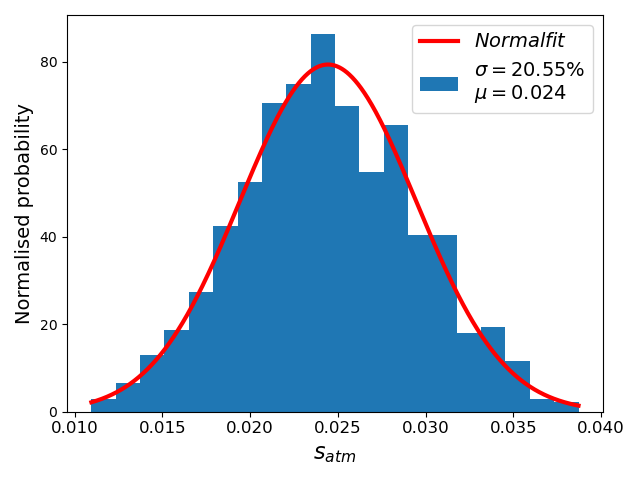 Normalfit
σ = 20.55%
μ = 0.024
Normalised probability
80
60
40
20
0
0.010 0.015 0.020 0.025 0.030 0.035 0.040
s_atm